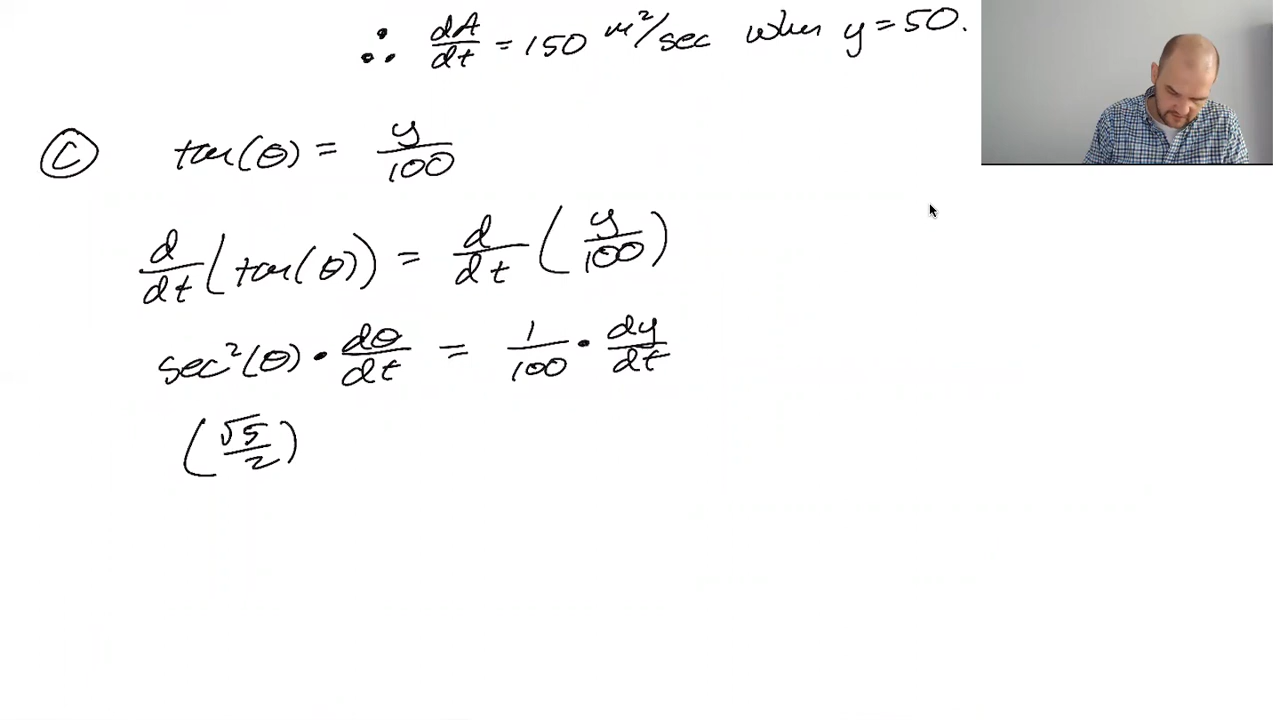 ∴ dA/dt = 150 m²/sec when y = 50.
Ⓒ tan(θ) = y/100
d/dt (tan(θ)) = d/dt (y/100)
sec²(θ) • dθ/dt = 1/100 • dy/dt
(√5/2)